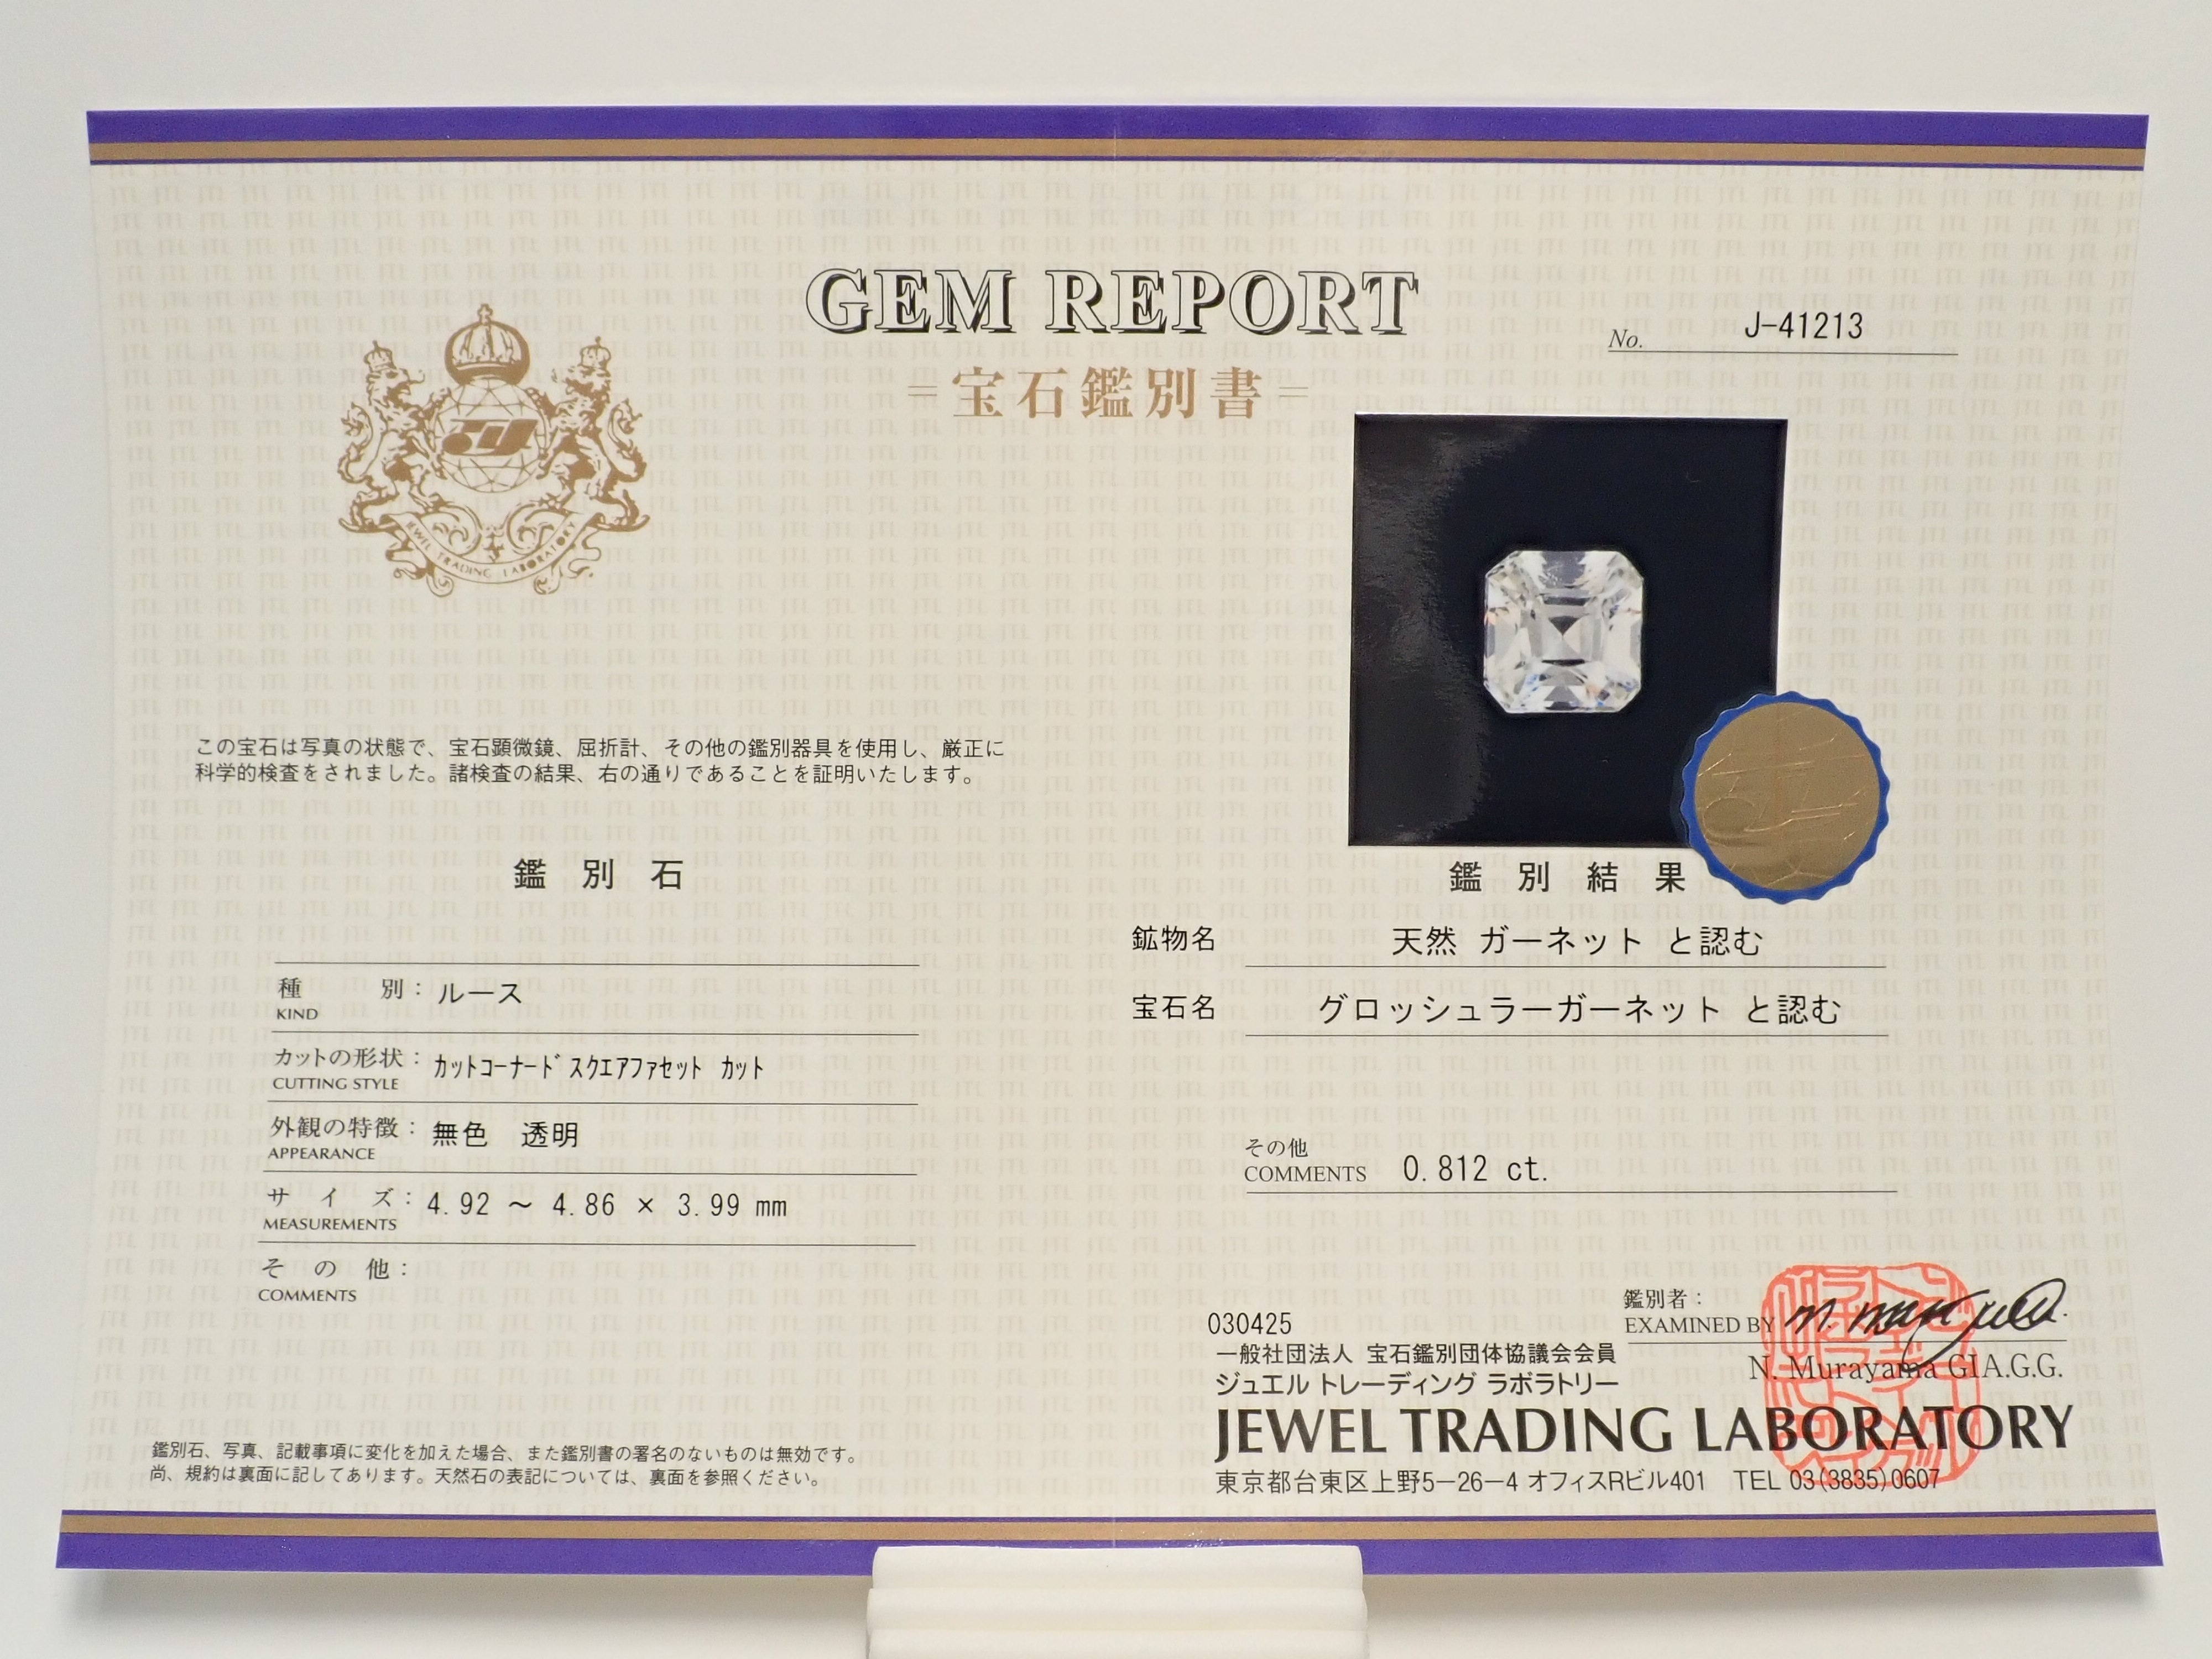 GEM REPORT
No. J-41213
=宝石鑑別書=
JEWEL TRADING LABORATORY
この宝石は写真の状態で、宝石顕微鏡、屈折計、その他の鑑別器具を使用し、厳正に
科学的検査をされました。諸検査の結果、右の通りであることを証明いたします。
鑑別石
種別：ルース
KIND
カットの形状：カットコーナード スクエアファセット カット
CUTTING STYLE
外観の特徴：無色 透明
APPEARANCE
サイズ：4.92 ～ 4.86 × 3.99 mm
MEASUREMENTS
その他：
COMMENTS
鑑別石、写真、記載事項に変化を加えた場合、また鑑別書の署名のないものは無効です。
尚、規約は裏面に記してあります。天然石の表記については、裏面を参照ください。
鑑別結果
鉱物名 天然 ガーネット と認む
宝石名 グロッシュラーガーネット と認む
その他
COMMENTS 0.812 ct.
030425
一般社団法人 宝石鑑別団体協議会会員
ジュエル トレーディング ラボラトリー
鑑別者：
EXAMINED BY
N. Murayama GIA.G.G.
JEWEL TRADING LABORATORY
東京都台東区上野5－26－4 オフィスRビル401 TEL 03(3835)0607